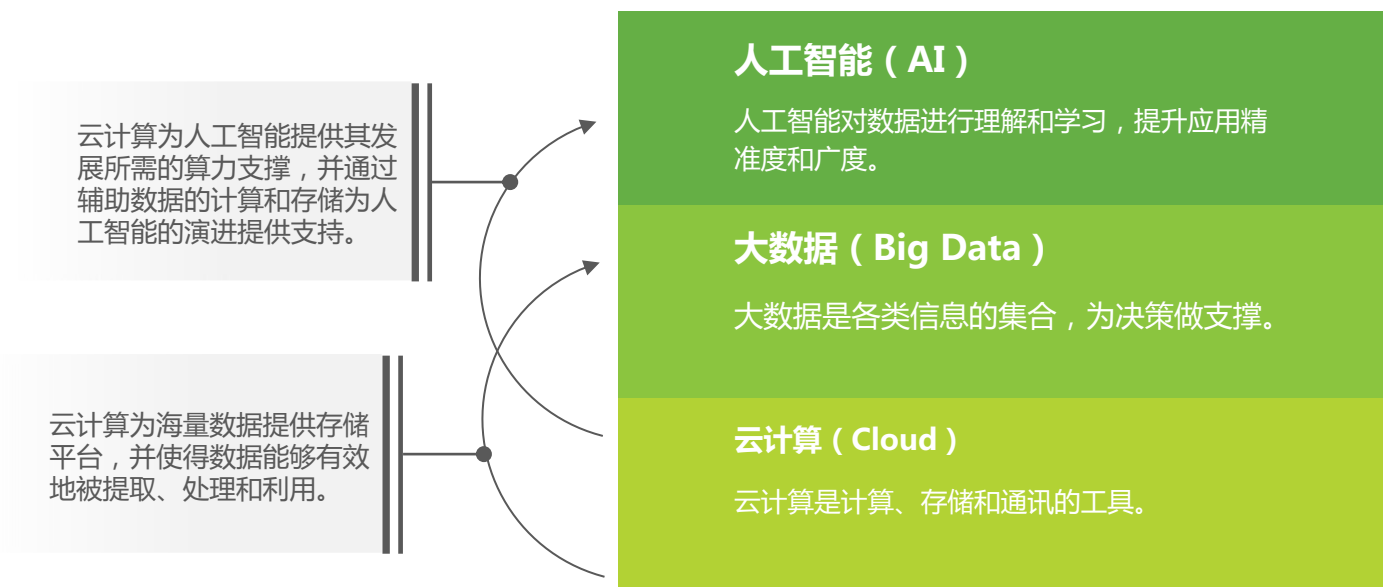 人工智能（AI）
人工智能对数据进行理解和学习，提升应用精
准度和广度。
云计算为人工智能提供其发
展所需的算力支撑，并通过
辅助数据的计算和存储为人
工智能的演进提供支持。
大数据（Big Data）
大数据是各类信息的集合，为决策做支撑。
云计算为海量数据提供存储
平台，并使得数据能够有效
地被提取、处理和利用。
云计算（Cloud）
云计算是计算、存储和通讯的工具。